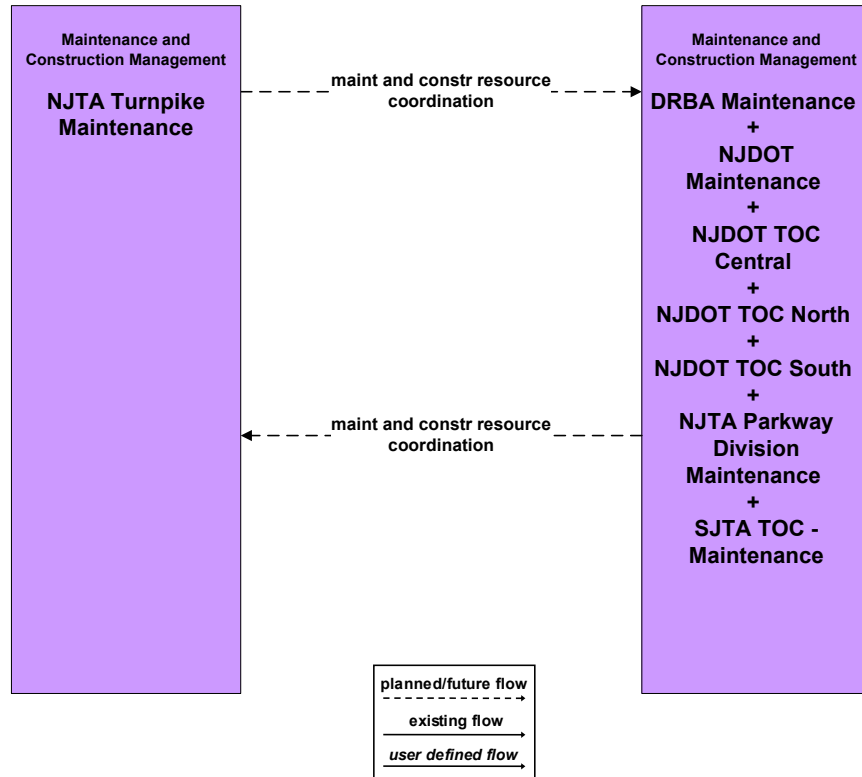 Maintenance and
Construction Management
NJTA Turnpike
Maintenance
maint and constr resource
coordination
maint and constr resource
coordination
Maintenance and
Construction Management
DRBA Maintenance
+
NJDOT
Maintenance
+
NJDOT TOC
Central
+
NJDOT TOC North
+
NJDOT TOC South
+
NJTA Parkway
Division
Maintenance
+
SJTA TOC -
Maintenance
planned/future flow
existing flow
user defined flow